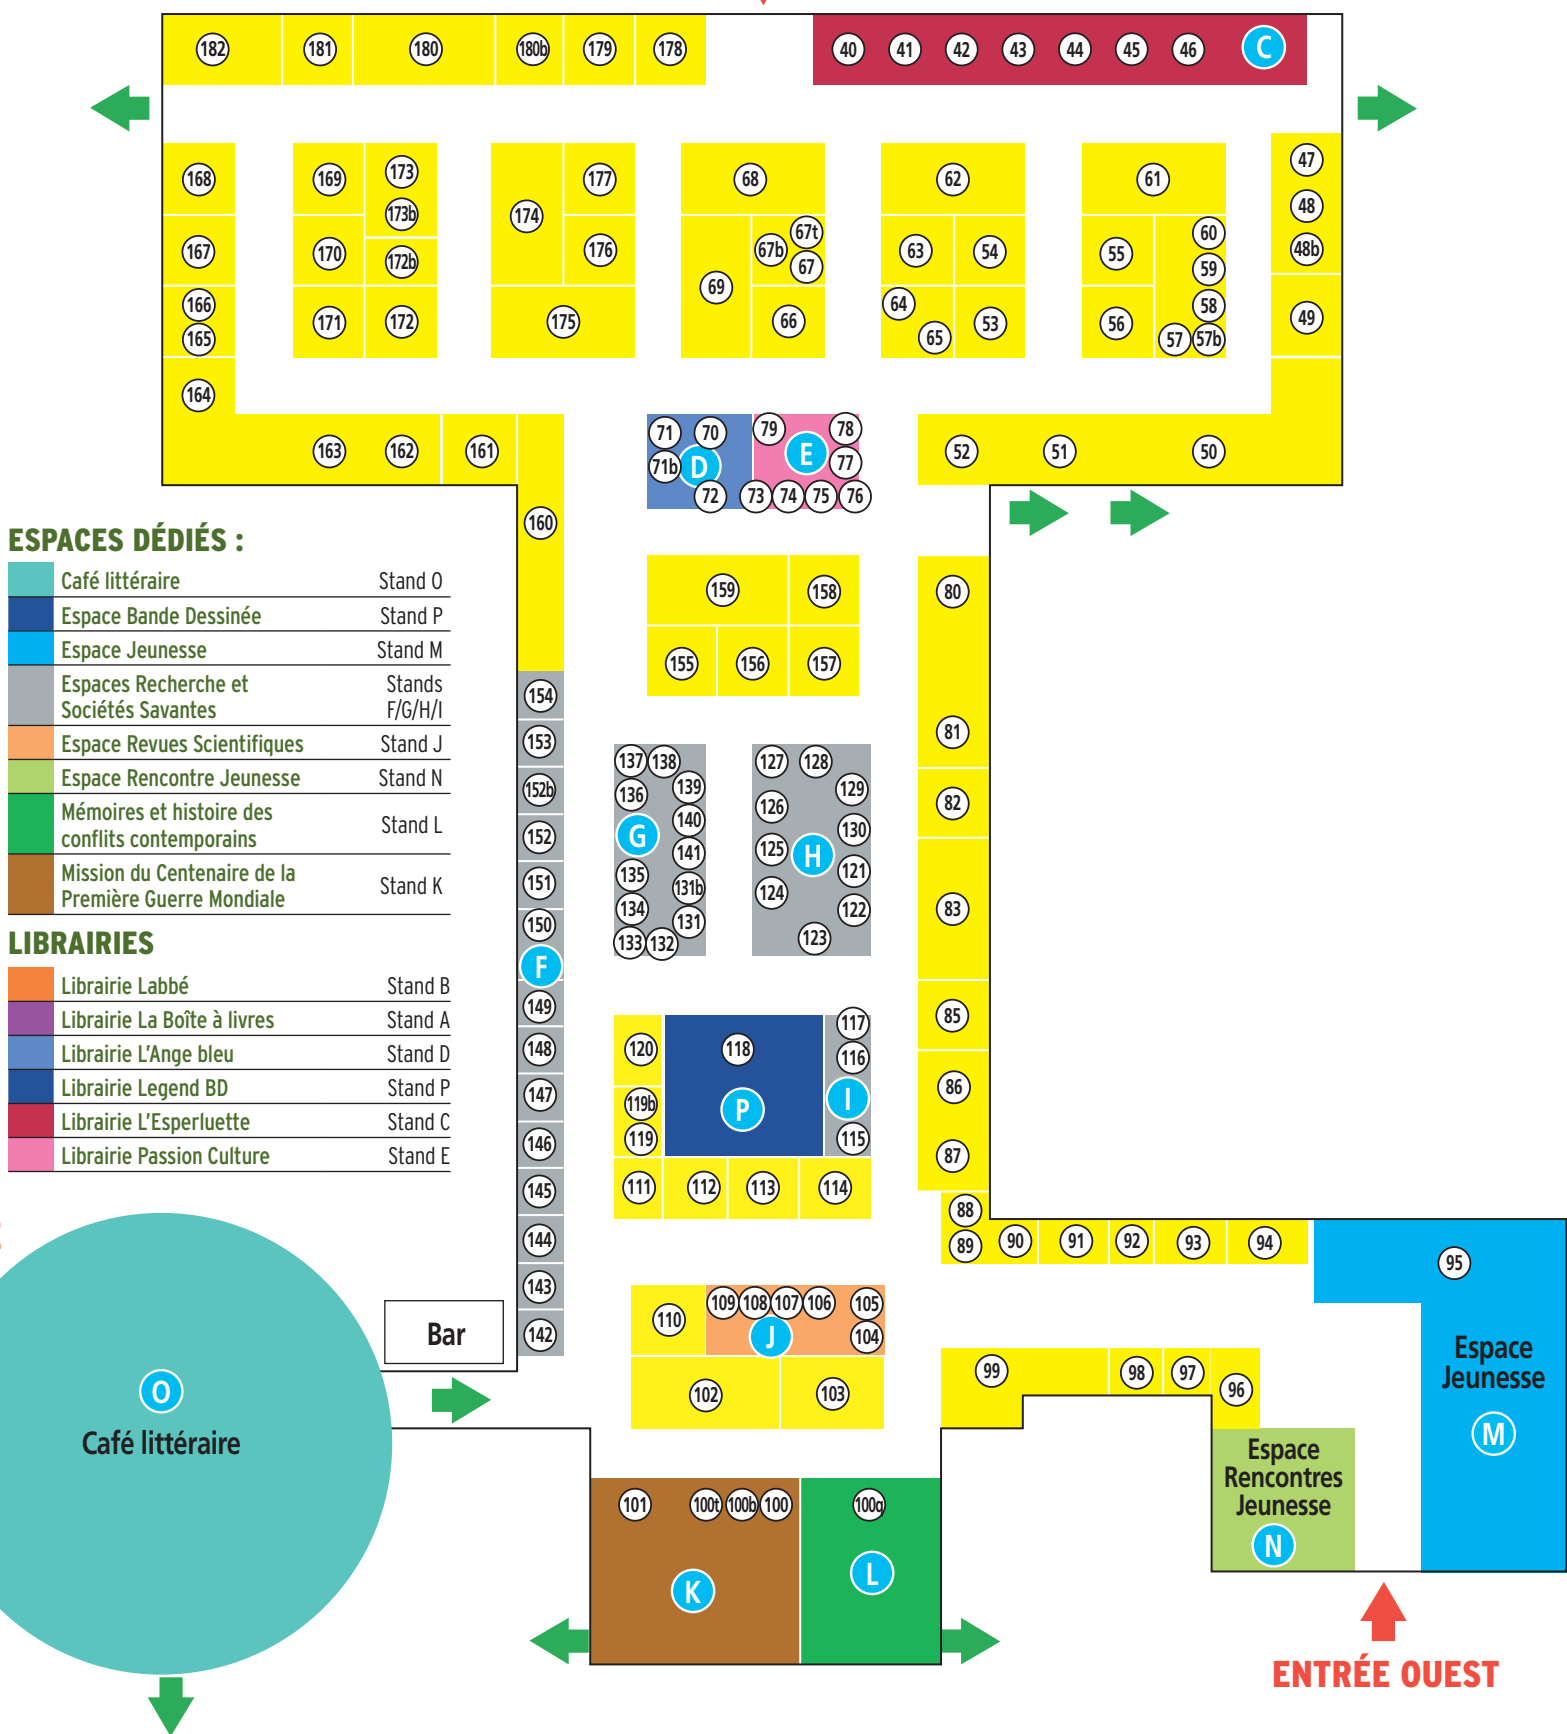 182 181 180 180b 179 178 40 41 42 43 44 45 46 C
168 169 173 173b 174 177 68 62 61 47 48 48b
167 170 172b 176 69 67b 67t 67 63 54 55 60 59 58
166 165 171 172 175 66 64 65 53 56 57 57b 49
164
163 162 161 71 70 71b D 72 79 E 78 77 73 74 75 76 52 51 50
160
ESPACES DÉDIÉS :
Café littéraire Stand O
Espace Bande Dessinée Stand P
Espace Jeunesse Stand M
Espaces Recherche et Stands
Sociétés Savantes F/G/H/I
Espace Revues Scientifiques Stand J
Espace Rencontre Jeunesse Stand N
Mémoires et histoire des
conflits contemporains Stand L
Mission du Centenaire de la
Première Guerre Mondiale Stand K
LIBRAIRIES
Librairie Labbé Stand B
Librairie La Boîte à livres Stand A
Librairie L'Ange bleu Stand D
Librairie Legend BD Stand P
Librairie L'Esperluette Stand C
Librairie Passion Culture Stand E
159 158 80
155 156 157
154 153 152b 152 151 150 F 149 148 147 146 145 144 143 142
137 138 136 139 140 G 141 135 131b 134 131 133 132
127 128 129 126 130 125 H 121 124 122 123
81 82 83 85 86 87
120 118 117 116 119b P I 119 115
111 112 113 114
88 89 90 91 92 93 94 95
110 109 108 107 106 105 J 104
102 103 99 98 97 96
Bar
O
Café littéraire
Espace
Jeunesse
M
Espace
Rencontres
Jeunesse
N
101 100t 100b 100 100q
K L
ENTRÉE OUEST